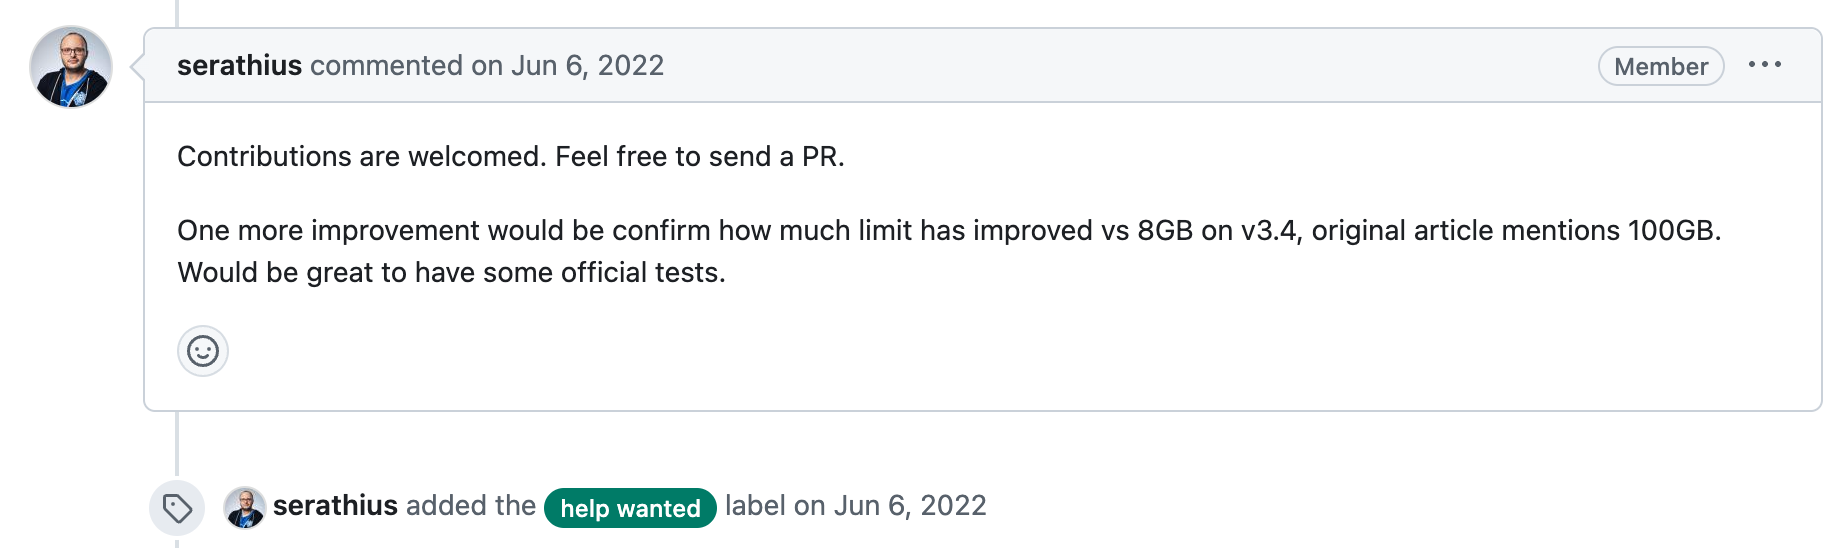 serathius commented on Jun 6, 2022
Member
Contributions are welcomed. Feel free to send a PR.
One more improvement would be confirm how much limit has improved vs 8GB on v3.4, original article mentions 100GB.
Would be great to have some official tests.
serathius added the help wanted label on Jun 6, 2022